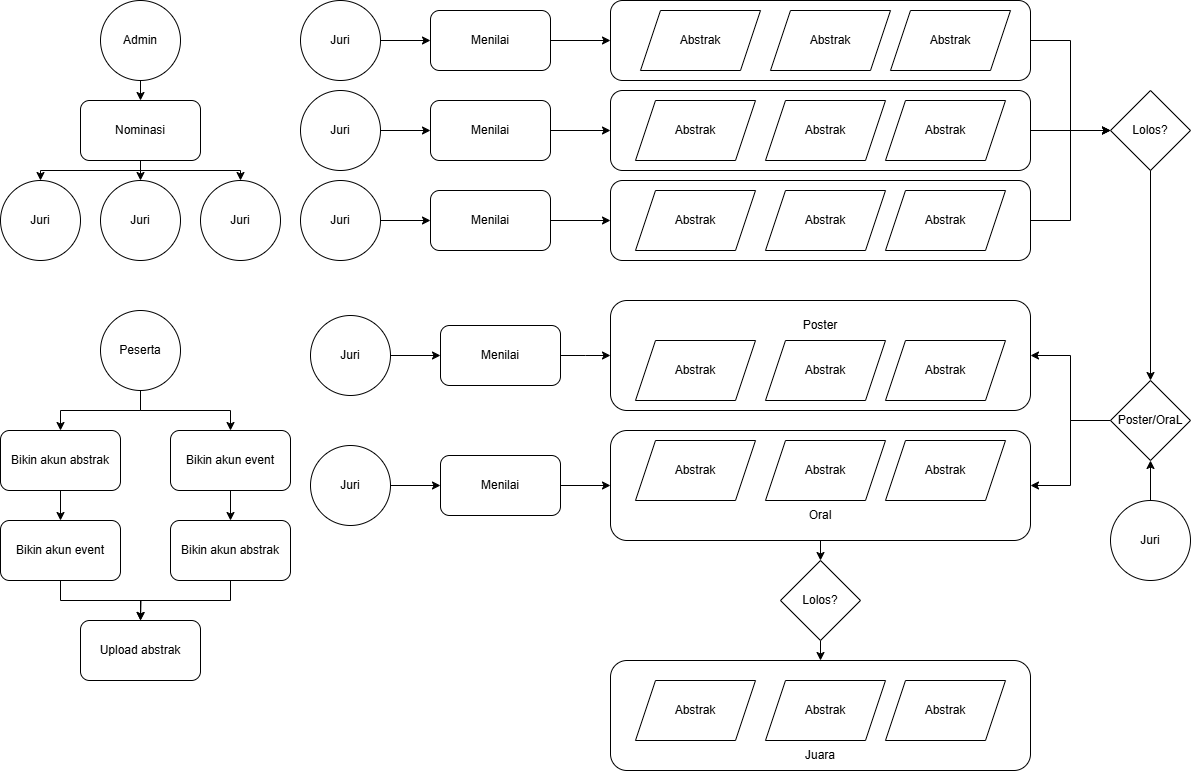 Admin
Nominasi
Juri
Juri
Juri
Juri
Menilai
Abstrak
Abstrak
Abstrak
Juri
Menilai
Abstrak
Abstrak
Abstrak
Juri
Menilai
Abstrak
Abstrak
Abstrak
Lolos?
Peserta
Bikin akun abstrak
Bikin akun event
Bikin akun event
Bikin akun abstrak
Upload abstrak
Juri
Menilai
Poster
Abstrak
Abstrak
Abstrak
Juri
Menilai
Abstrak
Abstrak
Abstrak
Oral
Poster/OraL
Juri
Lolos?
Abstrak
Abstrak
Abstrak
Juara